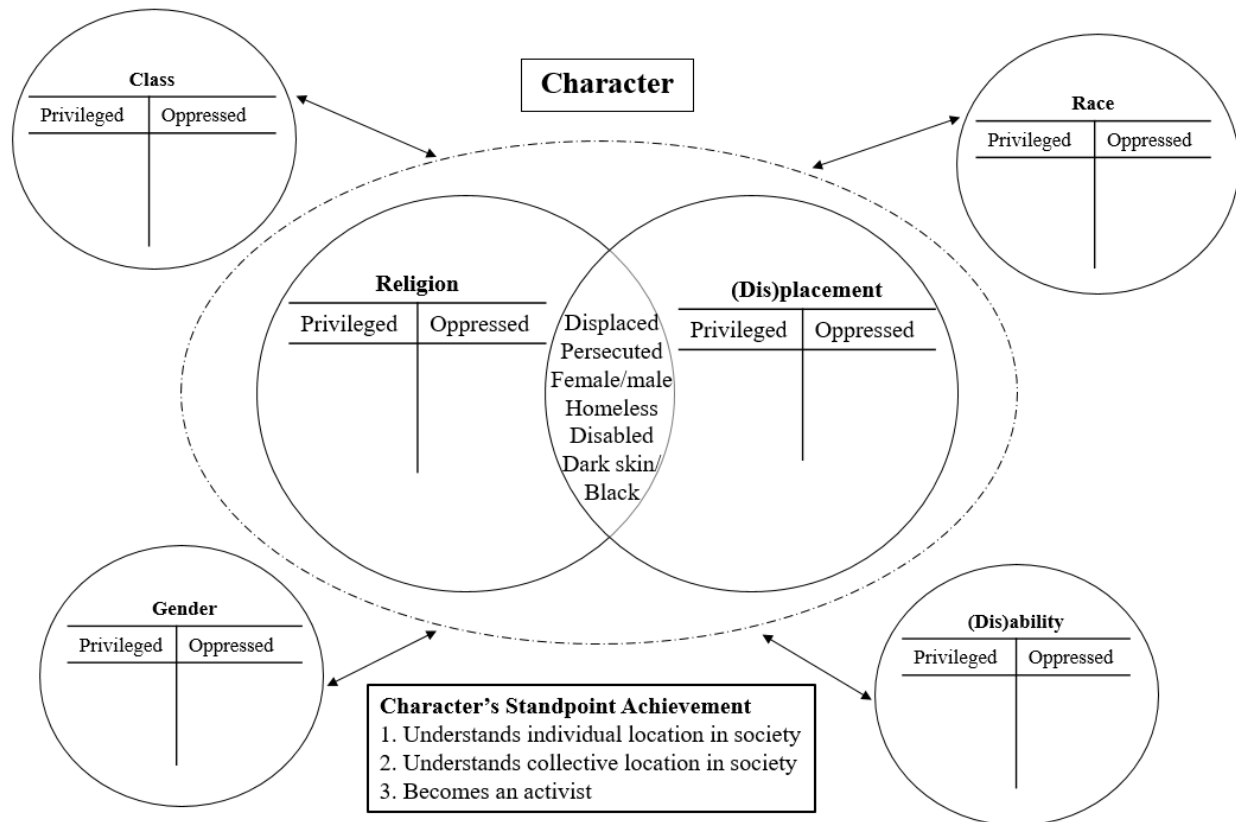 Character
Class
Privileged Oppressed
Race
Privileged Oppressed
Religion
Privileged Oppressed
Displaced
Persecuted
Female/male
Homeless
Disabled
Dark skin/
Black
(Dis)placement
Privileged Oppressed
Gender
Privileged Oppressed
(Dis)ability
Privileged Oppressed
Character’s Standpoint Achievement
1. Understands individual location in society
2. Understands collective location in society
3. Becomes an activist